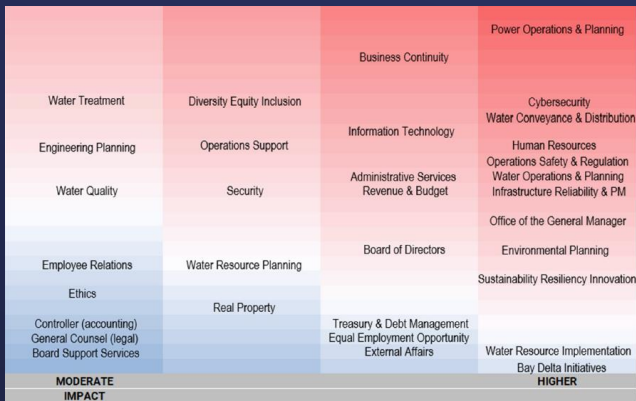 Power Operations & Planning
Business Continuity
Water Treatment
Diversity Equity Inclusion
Cybersecurity
Water Conveyance & Distribution
Information Technology
Engineering Planning
Operations Support
Human Resources
Operations Safety & Regulation
Administrative Services
Water Operations & Planning
Water Quality
Security
Revenue & Budget
Infrastructure Reliability & PM
Office of the General Manager
Board of Directors
Environmental Planning
Employee Relations
Water Resource Planning
Sustainability Resiliency Innovation
Ethics
Real Property
Controller (accounting)
Treasury & Debt Management
General Counsel (legal)
Equal Employment Opportunity
Board Support Services
External Affairs
Water Resource Implementation
Bay Delta Initiatives
MODERATE
HIGHER
IMPACT